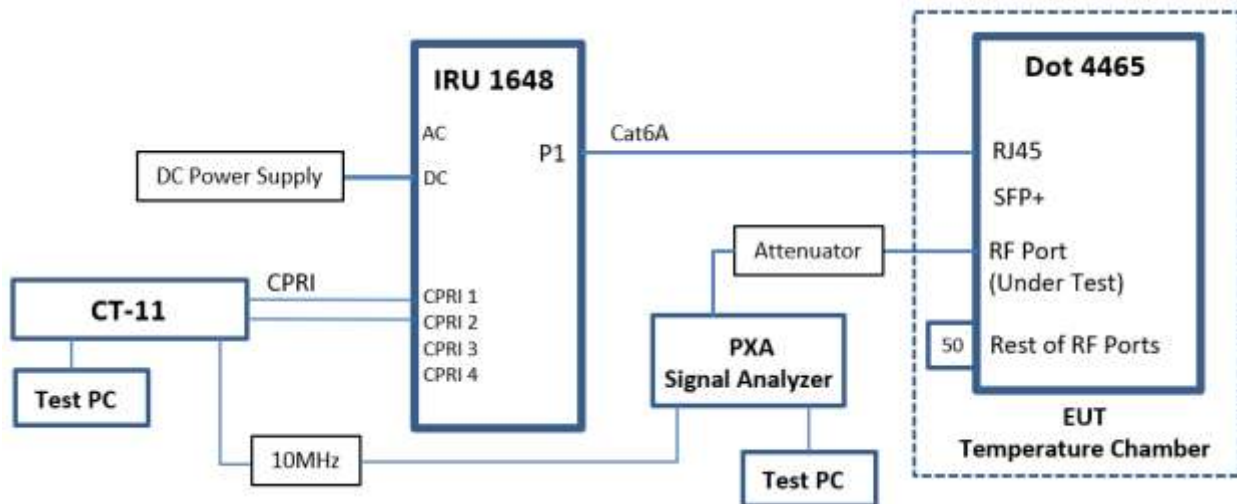 IRU 1648
AC
P1
DC
DC Power Supply
Cat6A
Dot 4465
RJ45
SFP+
RF Port
(Under Test)
50
Rest of RF Ports
Attenuator
CPRI
CT-11
CPRI 1
CPRI 2
CPRI 3
CPRI 4
Test PC
10MHz
PXA
Signal Analyzer
Test PC
EUT
Temperature Chamber